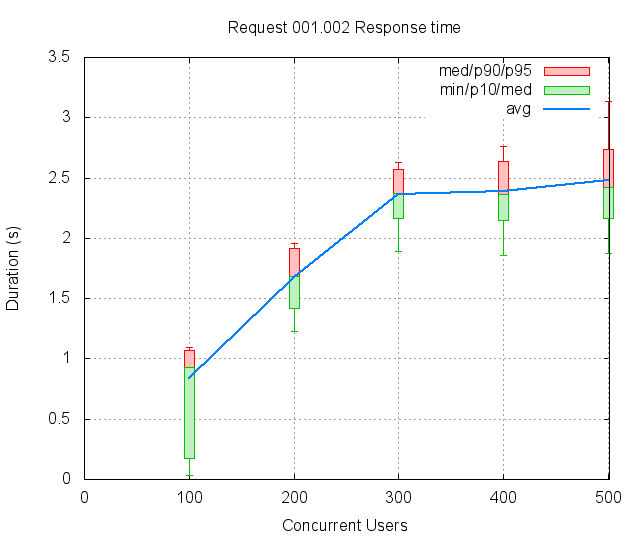 Request 001.002 Response time
3.5
3
2.5
2
1.5
1
0.5
0
med/p90/p95
min/p10/med
avg
Duration (s)
0 100 200 300 400 500
Concurrent Users